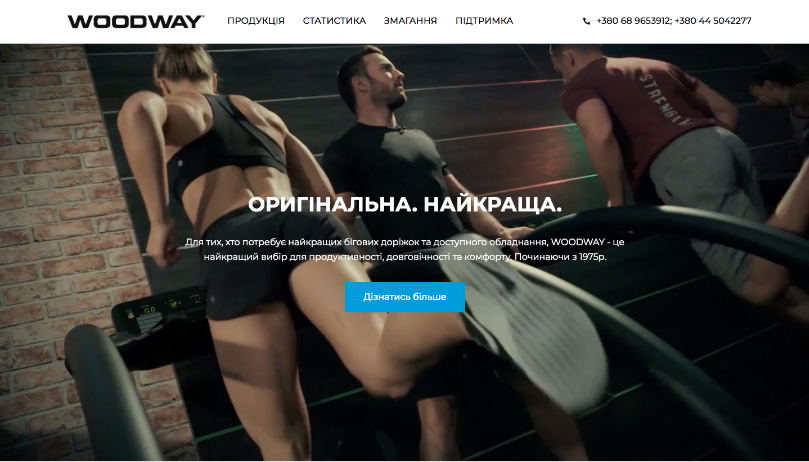 WOODWAY
ПРОДУКЦІЯ СТАТИСТИКА ЗМАГАННЯ ПІДТРИМКА
+380 68 9653912; +380 44 5042277
STRENGTH
ОРИГІНАЛЬНА. НАЙКРАЩА.
Для тих, хто потребує найкращих бігових доріжок та доступного обладнання, WOODWAY - це
найкращий вибір для продуктивності, довговічності та комфорту. Починаючи з 1975р.
Дізнатись більше